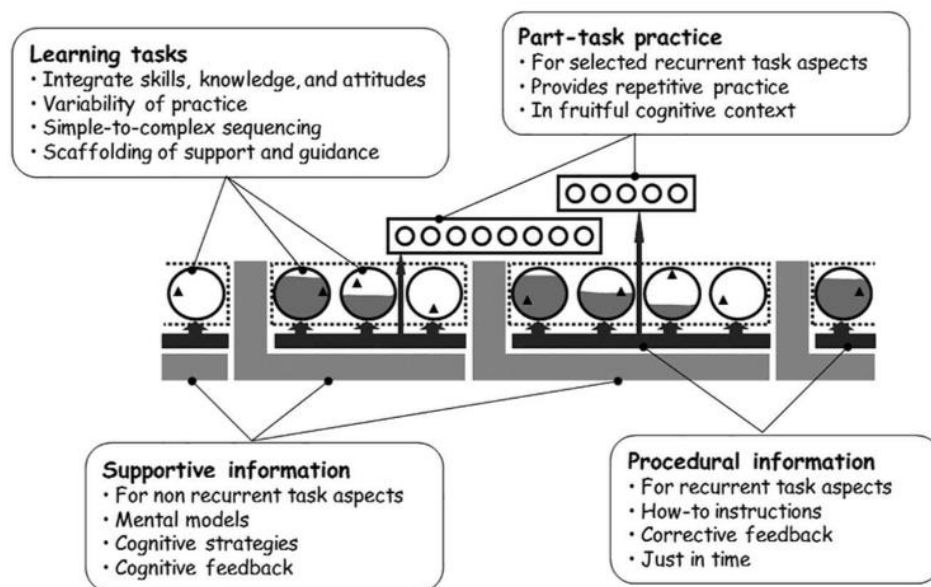 Learning tasks
• Integrate skills, knowledge, and attitudes
• Variability of practice
• Simple-to-complex sequencing
• Scaffolding of support and guidance
Part-task practice
• For selected recurrent task aspects
• Provides repetitive practice
• In fruitful cognitive context
Supportive information
• For non recurrent task aspects
• Mental models
• Cognitive strategies
• Cognitive feedback
Procedural information
• For recurrent task aspects
• How-to instructions
• Corrective feedback
• Just in time